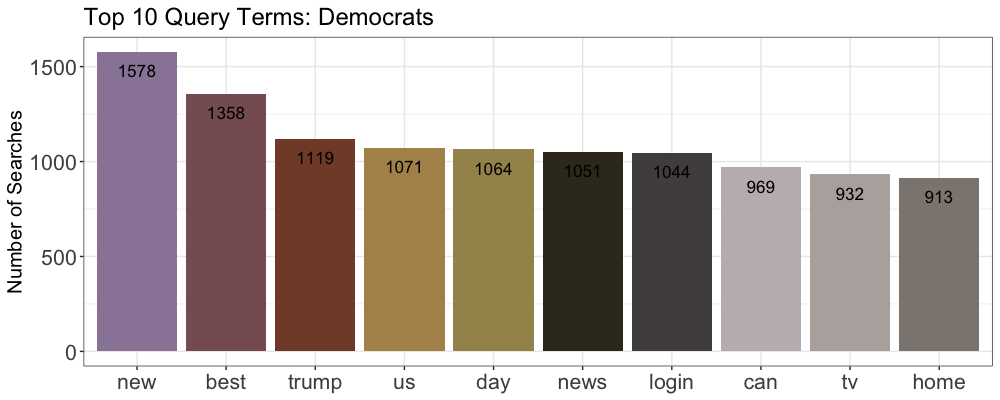 Top 10 Query Terms: Democrats
Number of Searches
1500
1000
500
0
1578
1358
1119
1071
1064
1051
1044
969
932
913
new
best
trump
us
day
news
login
can
tv
home